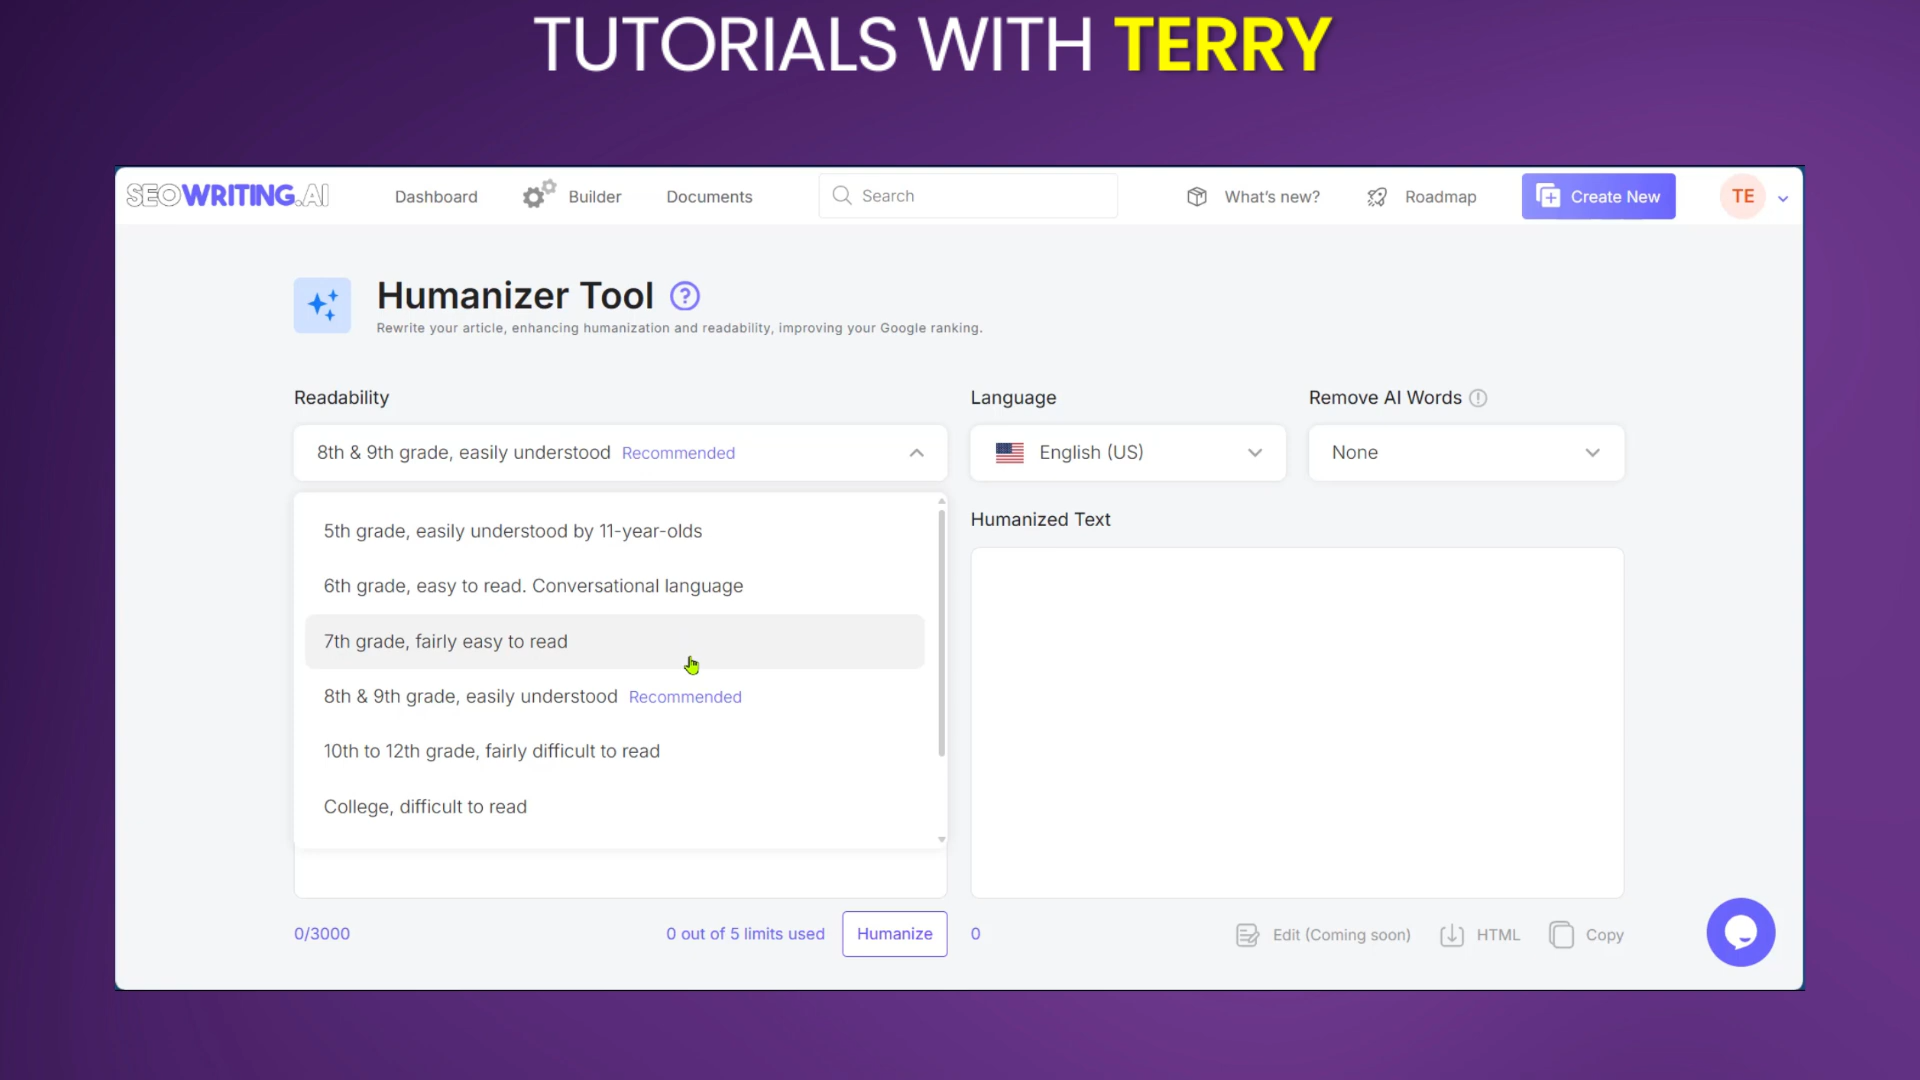 TUTORIALS WITH TERRY
SEOWRITING.AI
Dashboard
Builder
Documents
Search
What's new?
Roadmap
Create New
TE
Humanizer Tool ?
Rewrite your article, enhancing humanization and readability, improving your Google ranking.
Readability
Language
Remove AI Words
8th & 9th grade, easily understood Recommended
English (US)
None
5th grade, easily understood by 11-year-olds
6th grade, easy to read. Conversational language
7th grade, fairly easy to read
8th & 9th grade, easily understood Recommended
10th to 12th grade, fairly difficult to read
College, difficult to read
Humanized Text
0/3000
0 out of 5 limits used
Humanize
0
Edit (Coming soon)
HTML
Copy